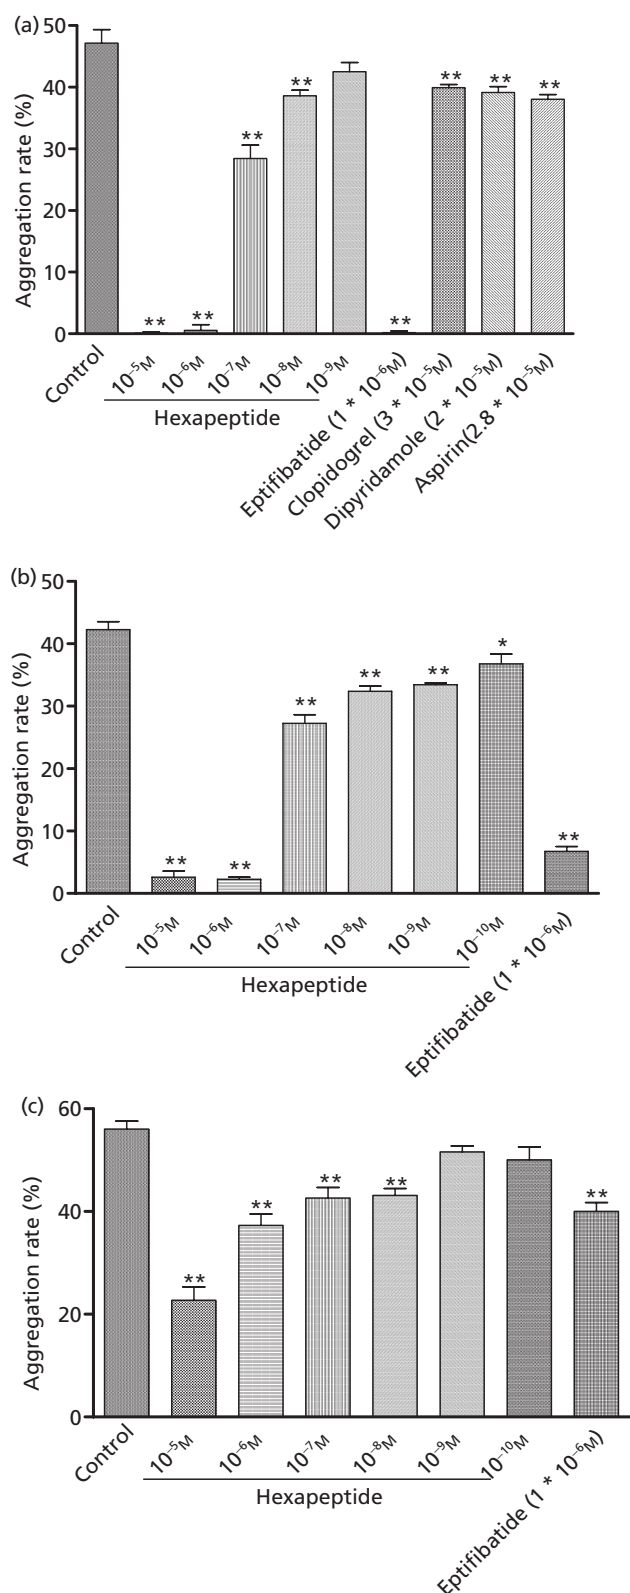 (a)
50
40
30
20
10
0
Aggregation rate (%)
** ** ** ** ** ** ** **
Control
10⁻⁵M
10⁻⁶M
10⁻⁷M
10⁻⁸M
10⁻⁹M
Hexapeptide
Eptifibatide (1 * 10⁻⁶M)
Clopidogrel (3 * 10⁻⁵M)
Dipyridamole (2 * 10⁻⁵M)
Aspirin(2.8 * 10⁻⁵M)
(b)
50
40
30
20
10
0
Aggregation rate (%)
** ** ** ** ** * **
Control
10⁻⁵M
10⁻⁶M
10⁻⁷M
10⁻⁸M
10⁻⁹M
10⁻¹⁰M
Hexapeptide
Eptifibatide (1 * 10⁻⁶M)
(c)
60
40
20
0
Aggregation rate (%)
** ** ** ** **
Control
10⁻⁵M
10⁻⁶M
10⁻⁷M
10⁻⁸M
10⁻⁹M
10⁻¹⁰M
Hexapeptide
Eptifibatide (1 * 10⁻⁶M)